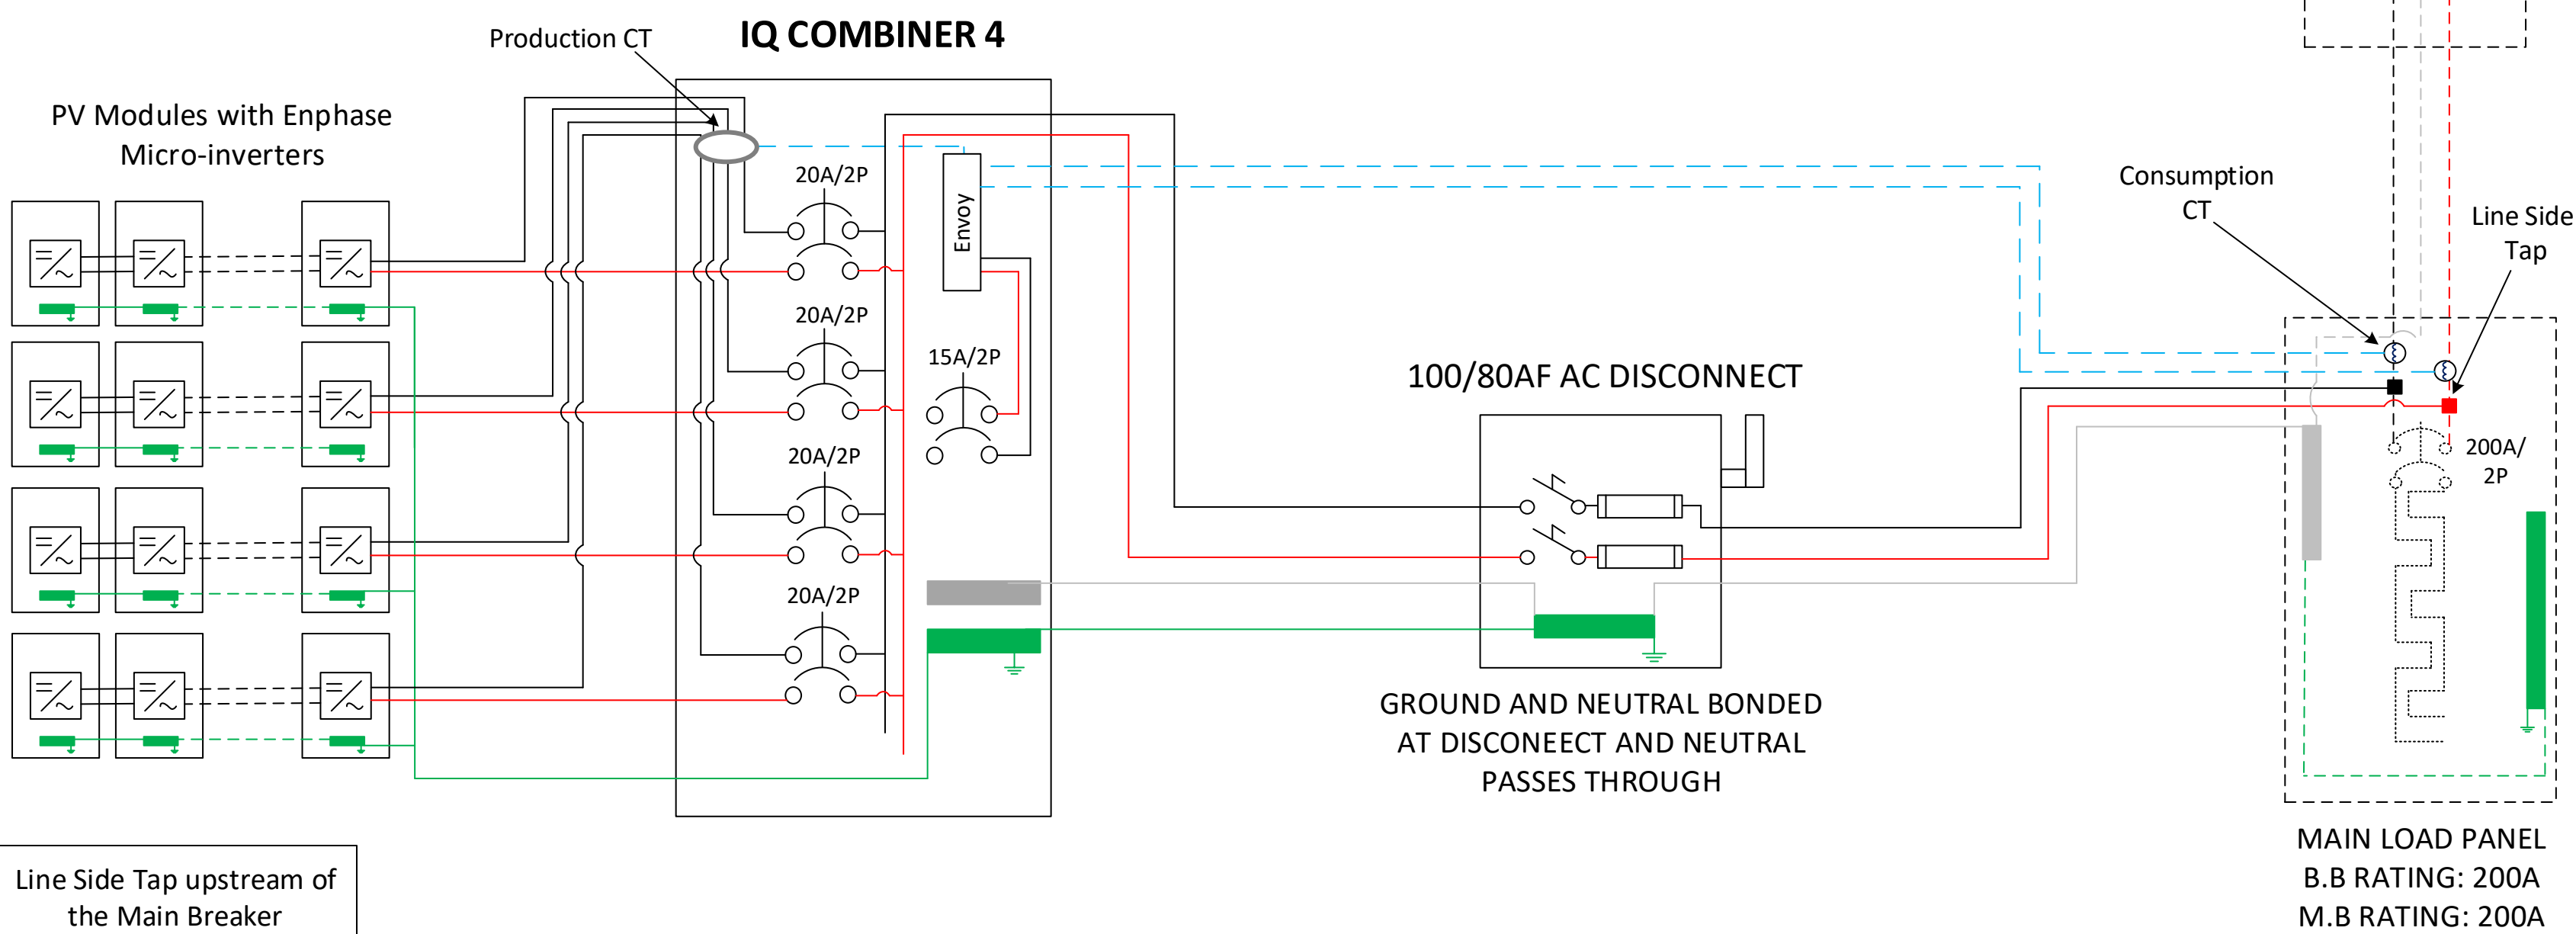 Production CT
IQ COMBINER 4
PV Modules with Enphase
Micro-inverters
20A/2P
Envoy
20A/2P
15A/2P
20A/2P
20A/2P
100/80AF AC DISCONNECT
GROUND AND NEUTRAL BONDED
AT DISCONEECT AND NEUTRAL
PASSES THROUGH
Consumption
CT
Line Side
Tap
200A/
2P
MAIN LOAD PANEL
B.B RATING: 200A
M.B RATING: 200A
Line Side Tap upstream of
the Main Breaker